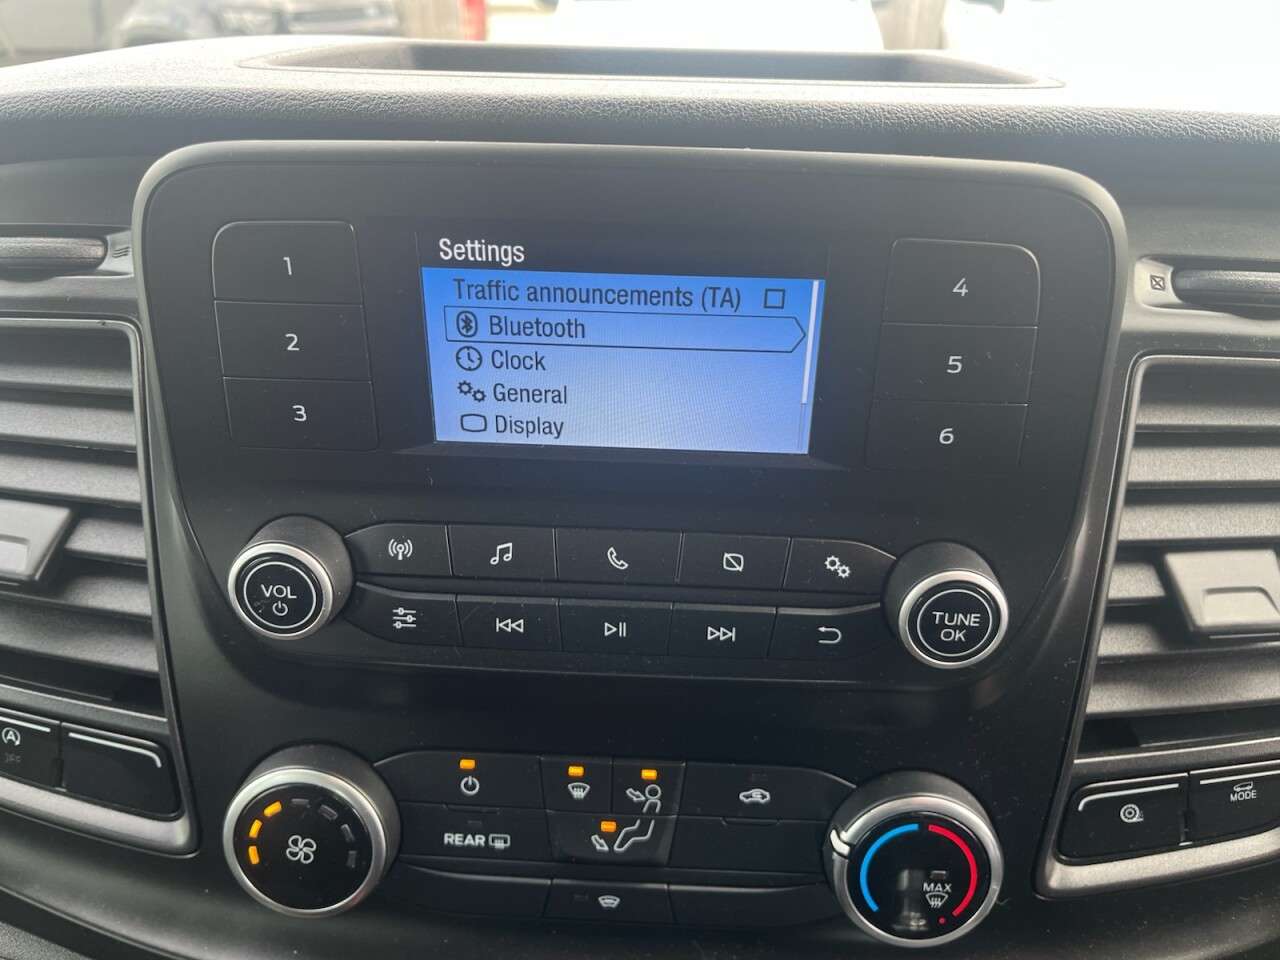 Settings
Traffic announcements (TA)
Bluetooth
Clock
General
Display
1
2
3
4
5
6
VOL
TUNE
OK
A
OFF
REAR
MAX
MODE